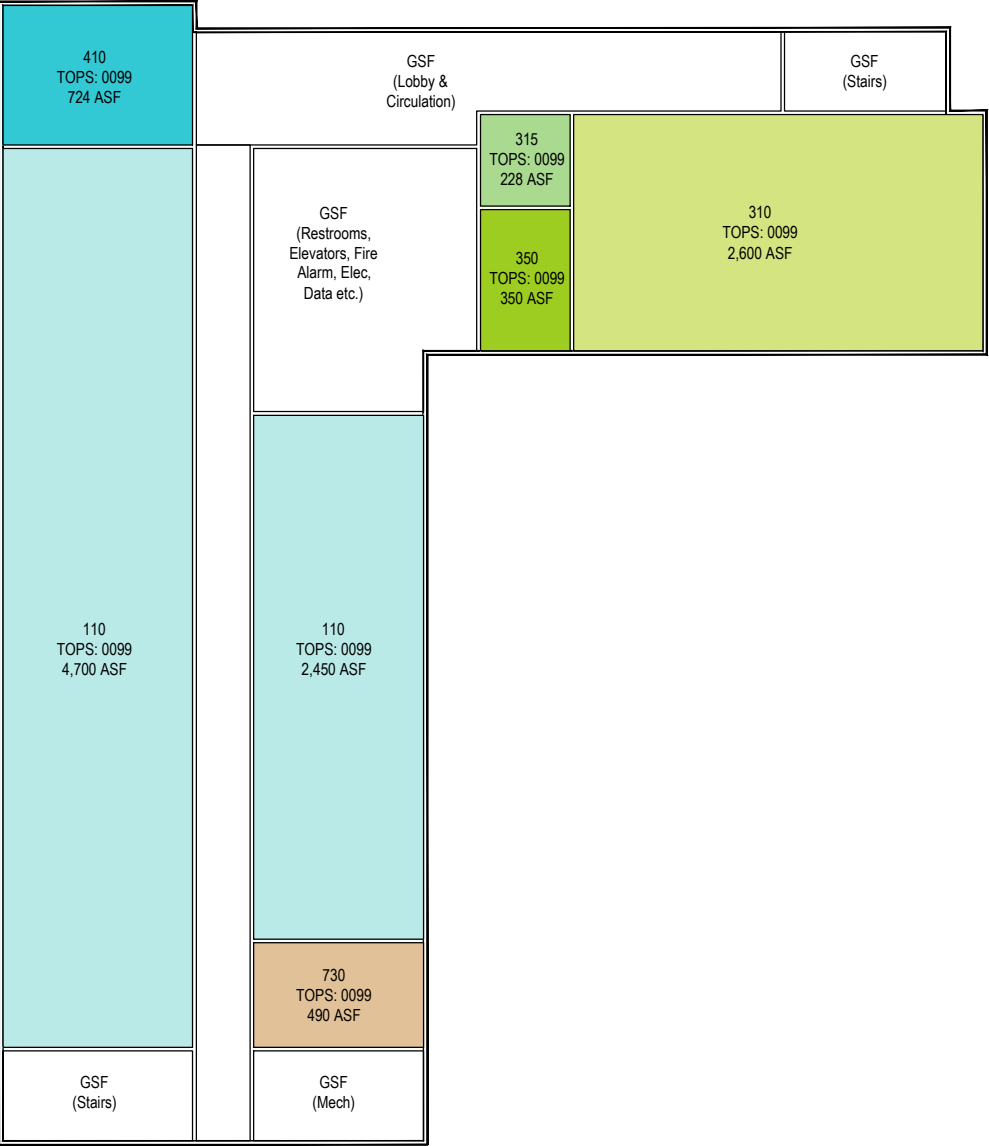 410
TOPS: 0099
724 ASF
GSF
(Lobby &
Circulation)
GSF
(Stairs)
315
TOPS: 0099
228 ASF
310
TOPS: 0099
2,600 ASF
GSF
(Restrooms,
Elevators, Fire
Alarm, Elec,
Data etc.)
350
TOPS: 0099
350 ASF
110
TOPS: 0099
4,700 ASF
110
TOPS: 0099
2,450 ASF
730
TOPS: 0099
490 ASF
GSF
(Stairs)
GSF
(Mech)